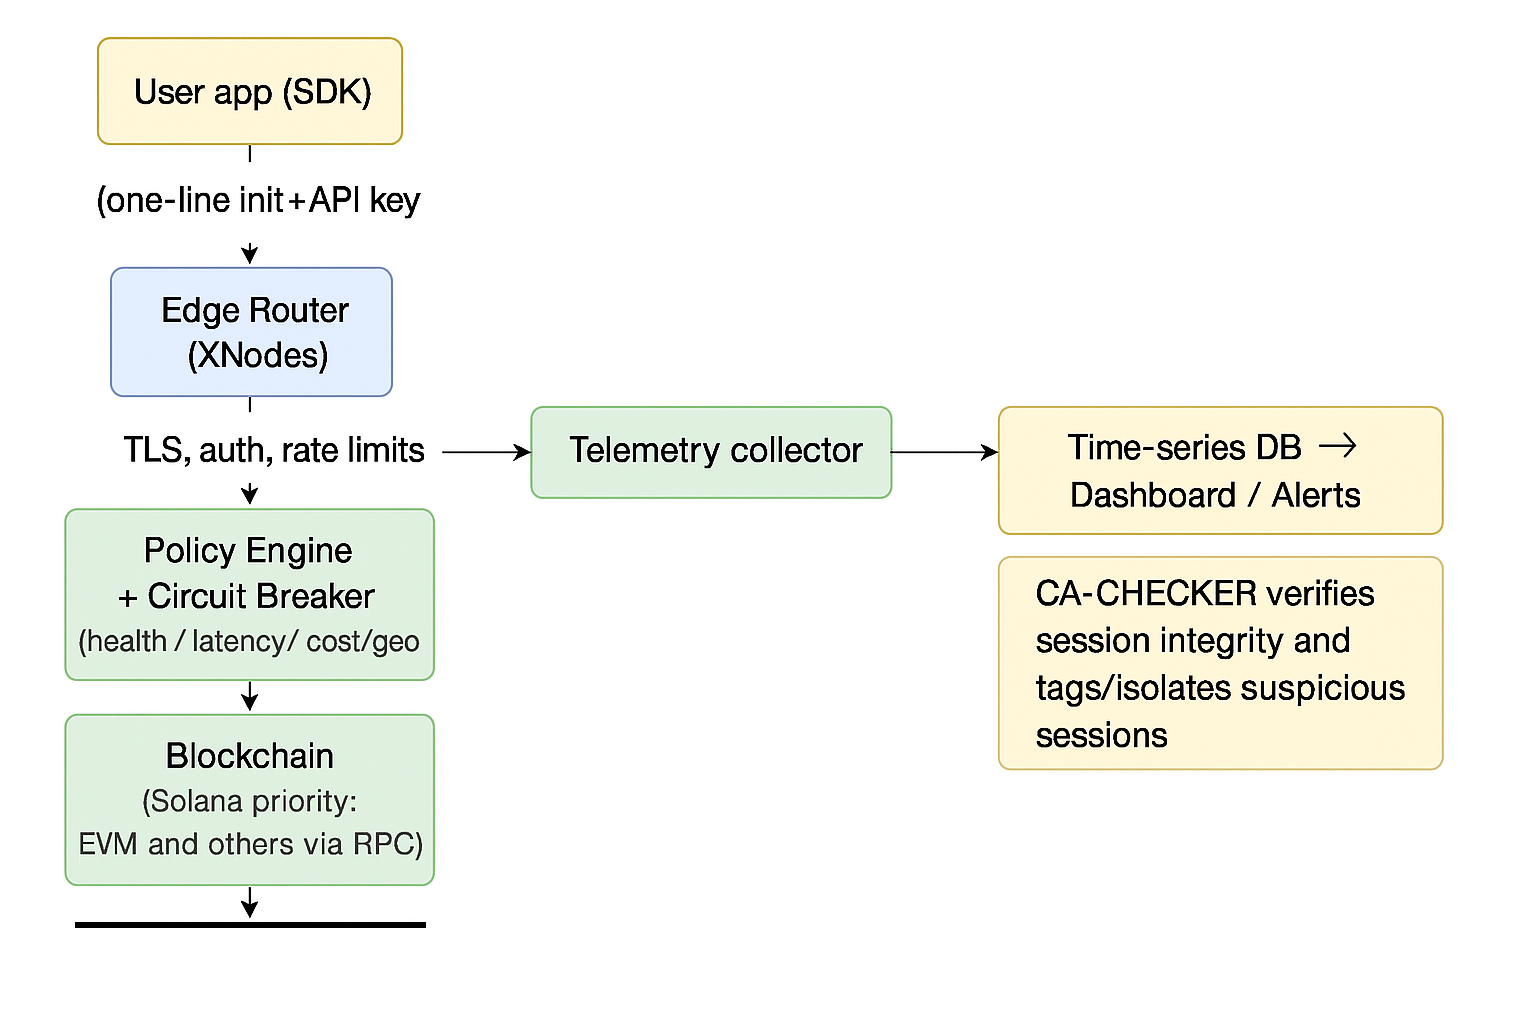 User app (SDK)
(one-line init+API key
Edge Router
(XNodes)
TLS, auth, rate limits
Telemetry collector
Time-series DB →
Dashboard / Alerts
Policy Engine
+ Circuit Breaker
(health / latency/ cost/geo
CA-CHECKER verifies
session integrity and
tags/isolates suspicious
sessions
Blockchain
(Solana priority:
EVM and others via RPC)